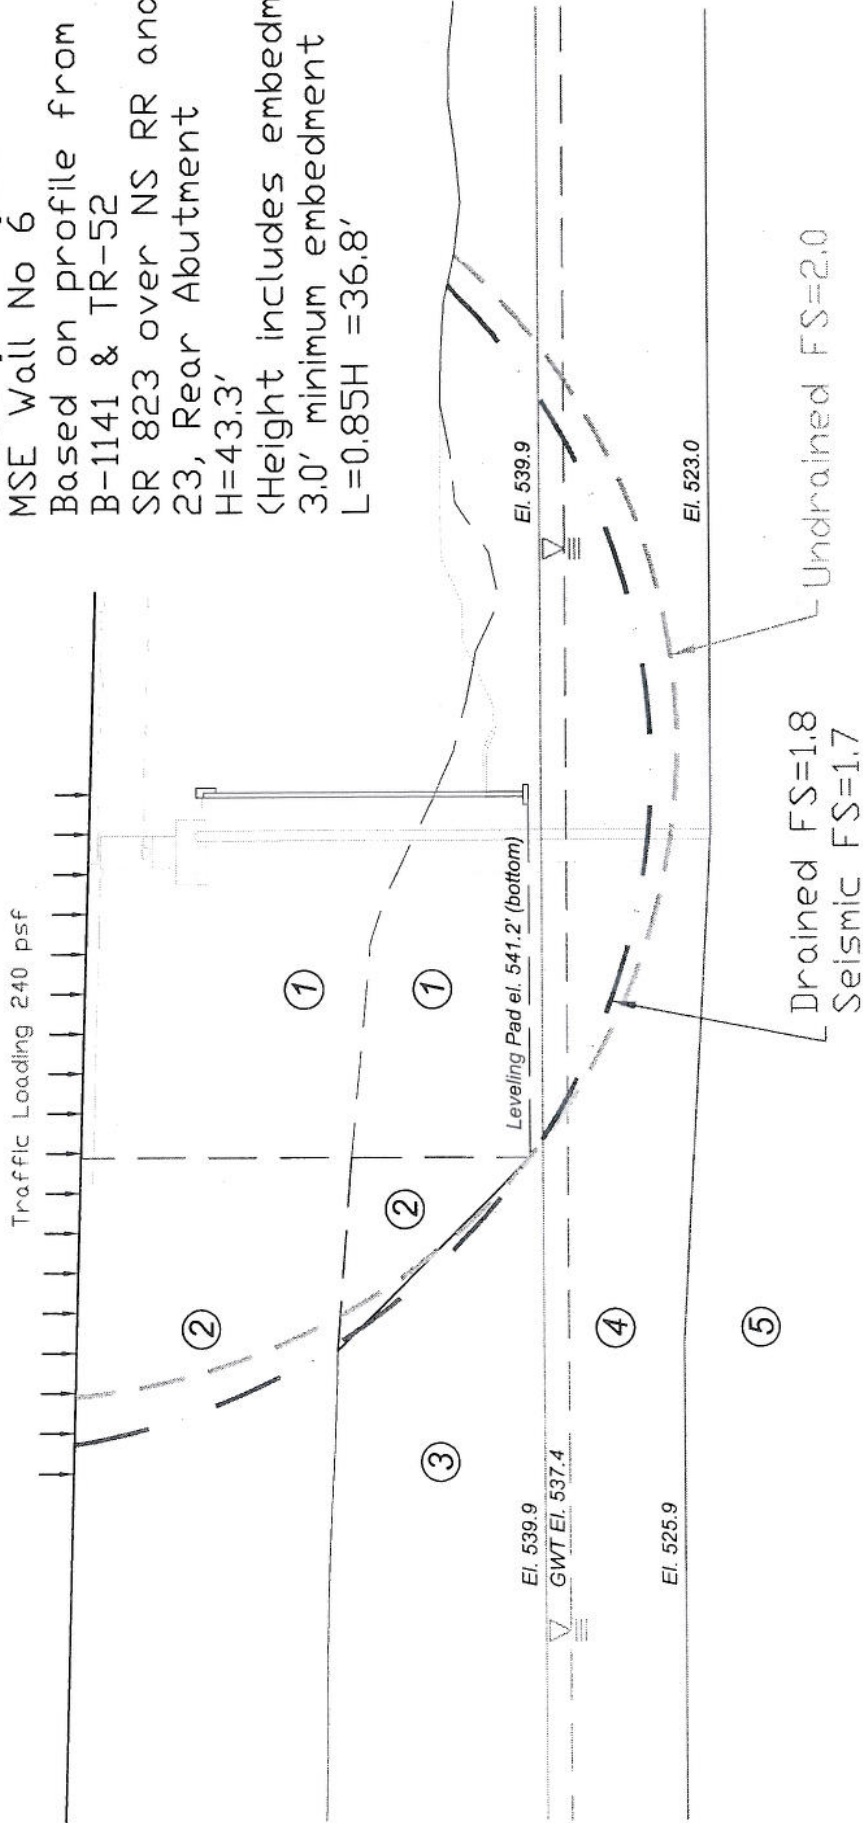 MSE Wall No 6
Based on profile from
B-1141 & TR-52
SR 823 over NS RR and
23, Rear Abutment
H=43.3'
(Height includes embedm
3.0' minimum embedment
L=0.85H =36.8'
Traffic Loading 240 psf
1
1
2
2
3
4
5
Leveling Pad el. 541.2' (bottom)
El. 539.9
El. 523.0
El. 539.9
GWT El. 537.4
El. 525.9
Undrained FS=2.0
Drained FS=1.8
Seismic FS=1.7